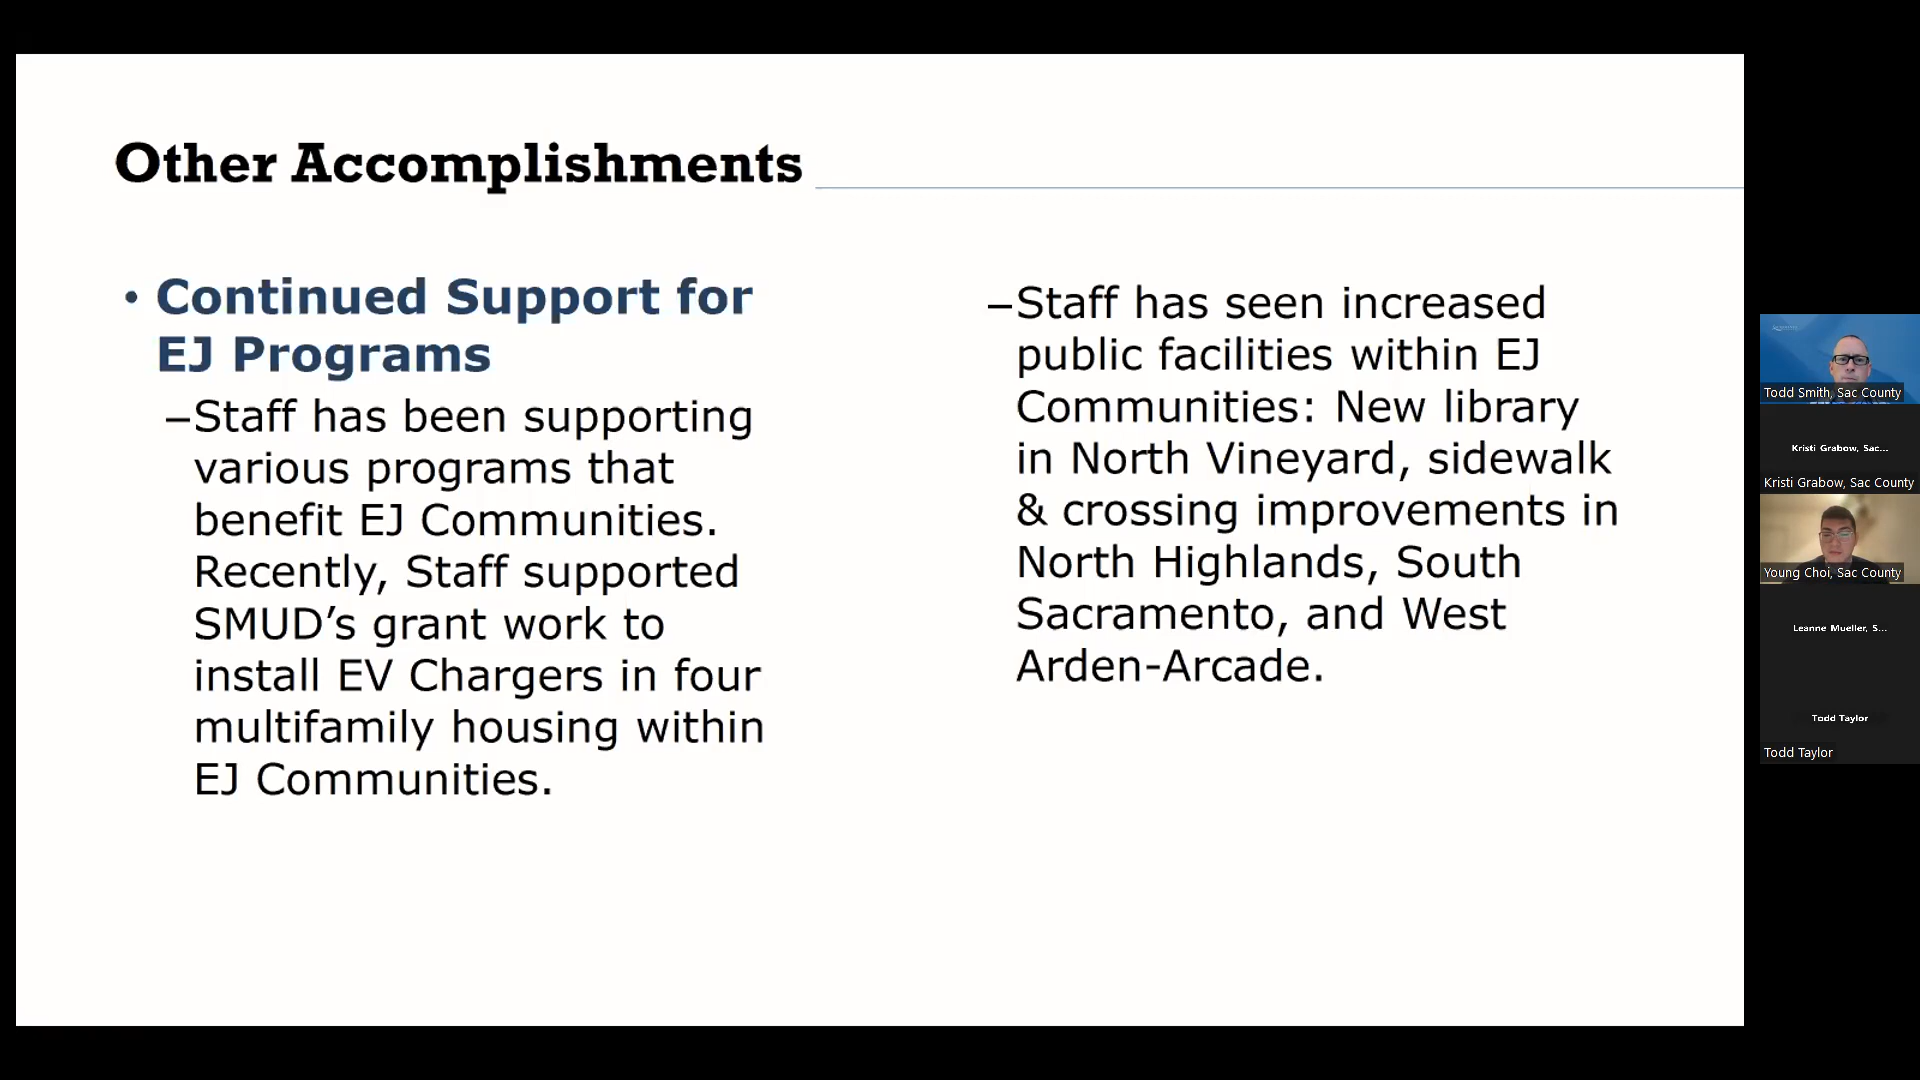 Other Accomplishments
• Continued Support for
EJ Programs
–Staff has been supporting
various programs that
benefit EJ Communities.
Recently, Staff supported
SMUD’s grant work to
install EV Chargers in four
multifamily housing within
EJ Communities.
–Staff has seen increased
public facilities within EJ
Communities: New library
in North Vineyard, sidewalk
& crossing improvements in
North Highlands, South
Sacramento, and West
Arden-Arcade.
Todd Smith, Sac County
Kristi Grabow, Sac...
Kristi Grabow, Sac County
Young Choi, Sac County
Leanne Mueller, S...
Todd Taylor
Todd Taylor